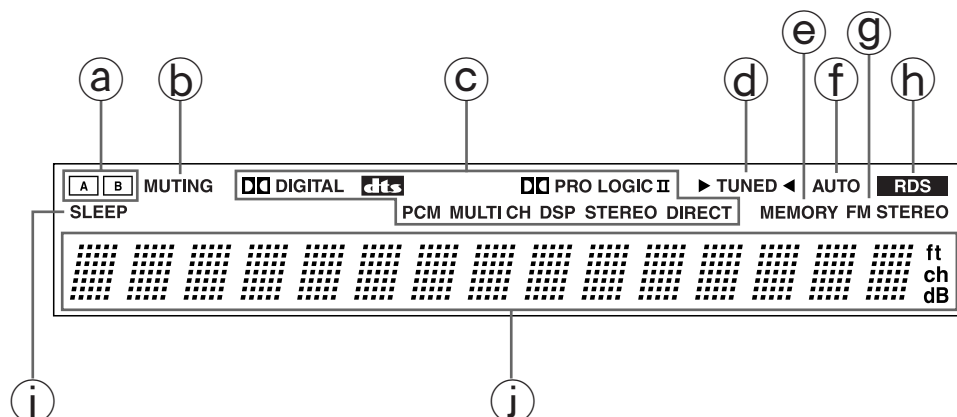 e g
a b c d f h
A B MUTING DIGITAL dts PRO LOGIC II ► TUNED ◄ AUTO RDS
SLEEP PCM MULTI CH DSP STEREO DIRECT MEMORY FM STEREO
ft
ch
dB
i j